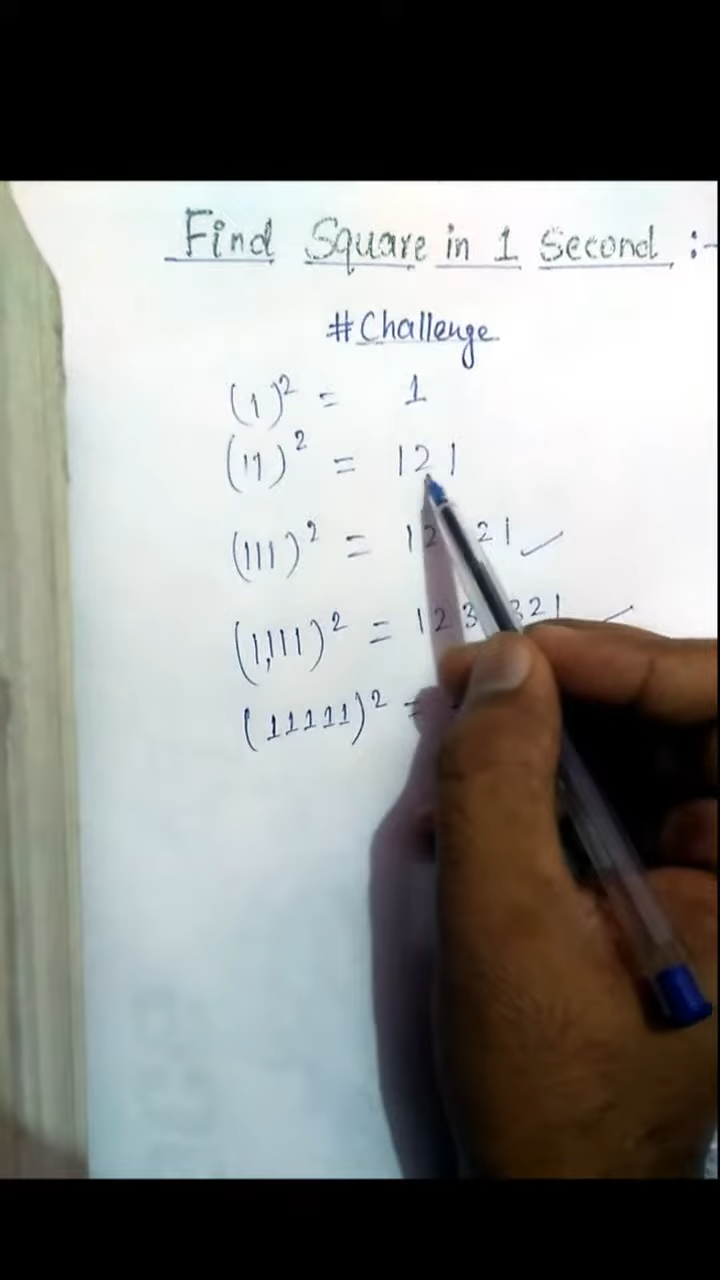 Find Square in 1 Second :-
#Challenge
(1)² = 1
(11)² = 121
(111)² = 12 21
(1,111)² = 123 321
(11111)² =